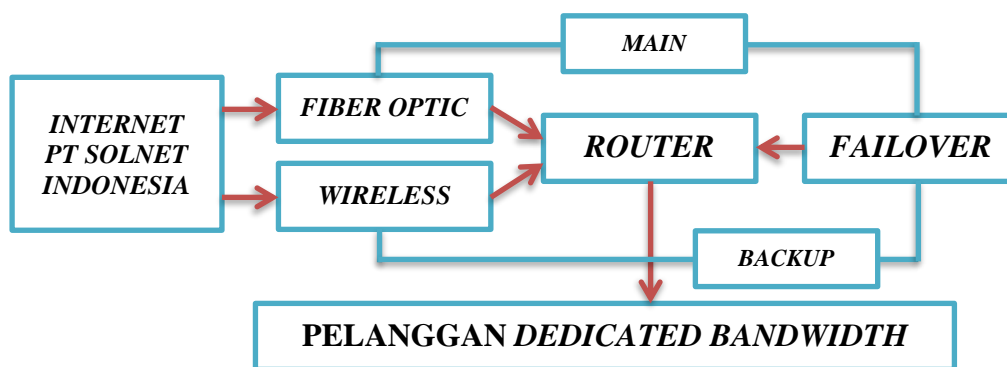 MAIN
INTERNET
PT SOLNET
INDONESIA
FIBER OPTIC
WIRELESS
ROUTER
FAILOVER
BACKUP
PELANGGAN DEDICATED BANDWIDTH